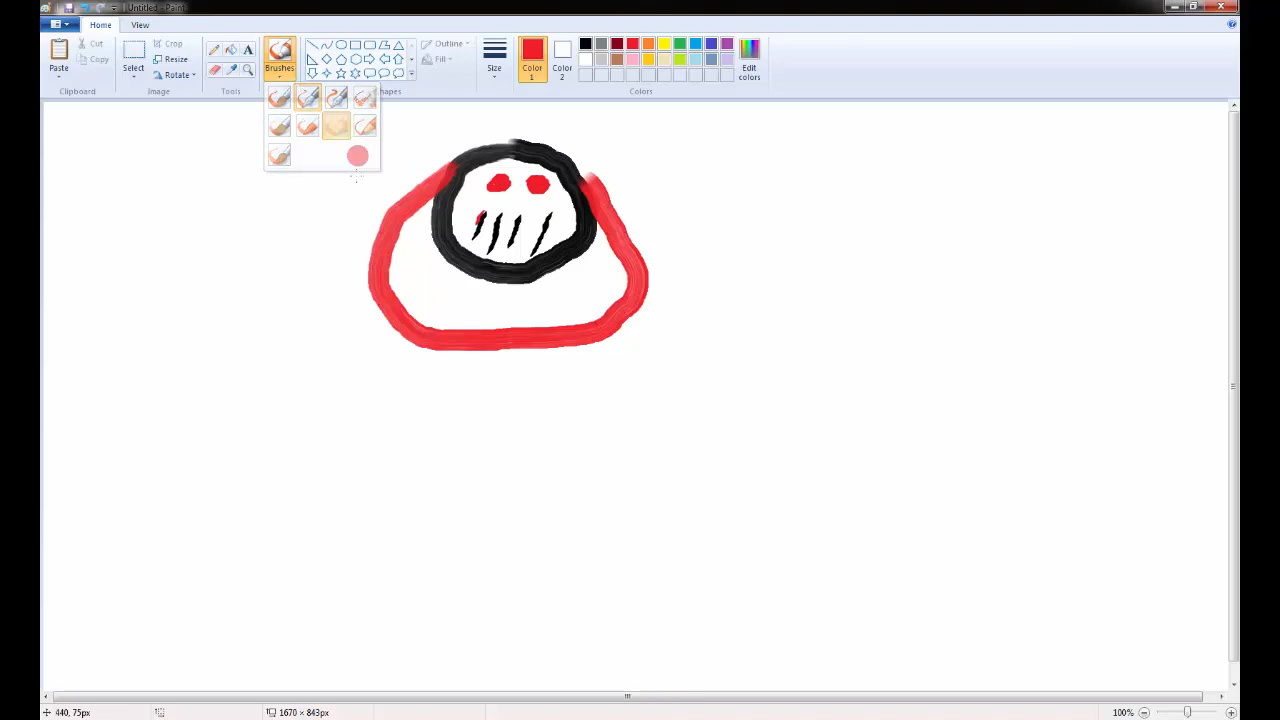 Untitled - Paint
Home View
Paste
Cut
Copy
Clipboard
Select
Crop
Resize
Rotate
Image
A
Tools
Brushes
Outline
Fill
hapes
Size
Color 1
Color 2
Edit colors
Colors
440, 75px
1670 × 843px
100%